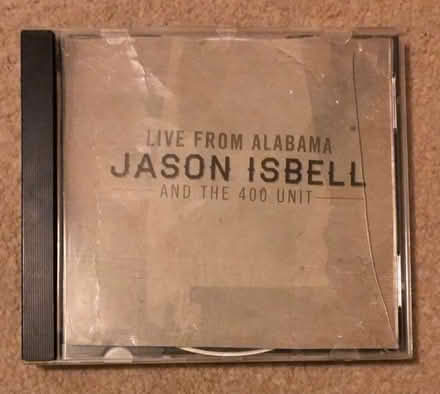 LIVE FROM ALABAMA
JASON ISBELL
AND THE 400 UNIT